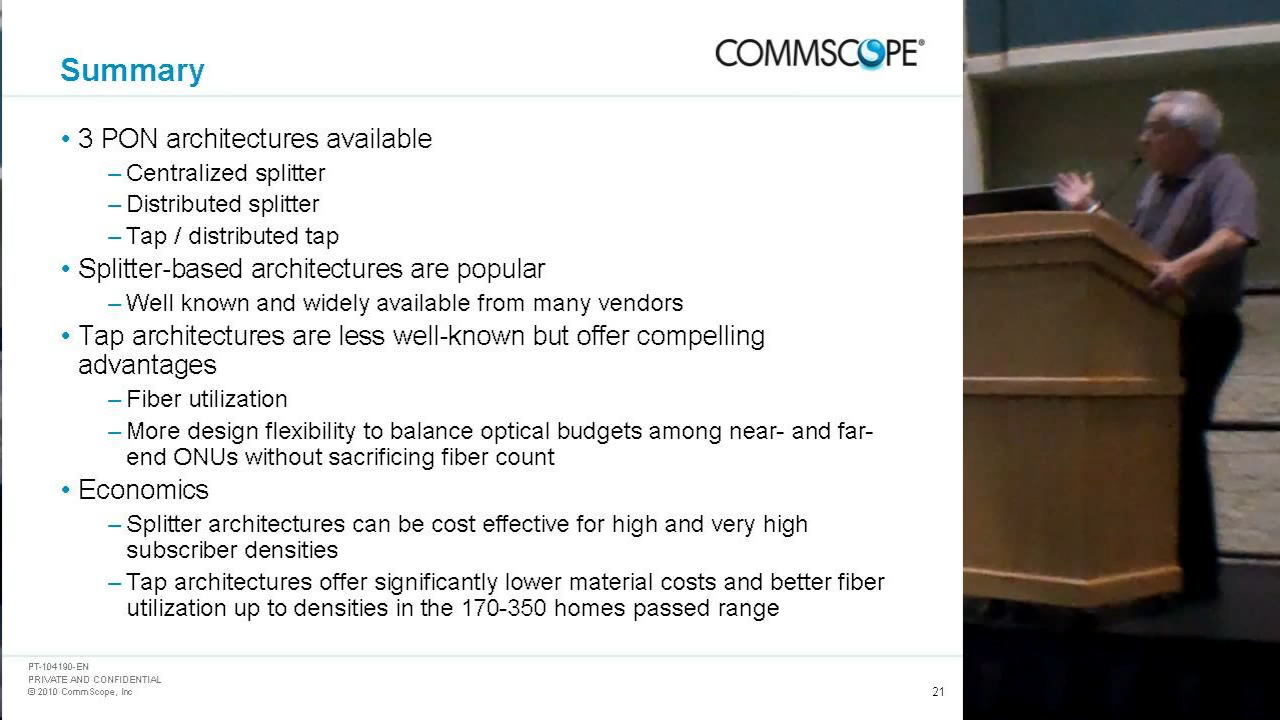 Summary
COMMSCOPE®
• 3 PON architectures available
– Centralized splitter
– Distributed splitter
– Tap / distributed tap
• Splitter-based architectures are popular
– Well known and widely available from many vendors
• Tap architectures are less well-known but offer compelling
advantages
– Fiber utilization
– More design flexibility to balance optical budgets among near- and far-
end ONUs without sacrificing fiber count
• Economics
– Splitter architectures can be cost effective for high and very high
subscriber densities
– Tap architectures offer significantly lower material costs and better fiber
utilization up to densities in the 170-350 homes passed range
PT-104190-EN
PRIVATE AND CONFIDENTIAL
© 2010 CommScope, Inc
21